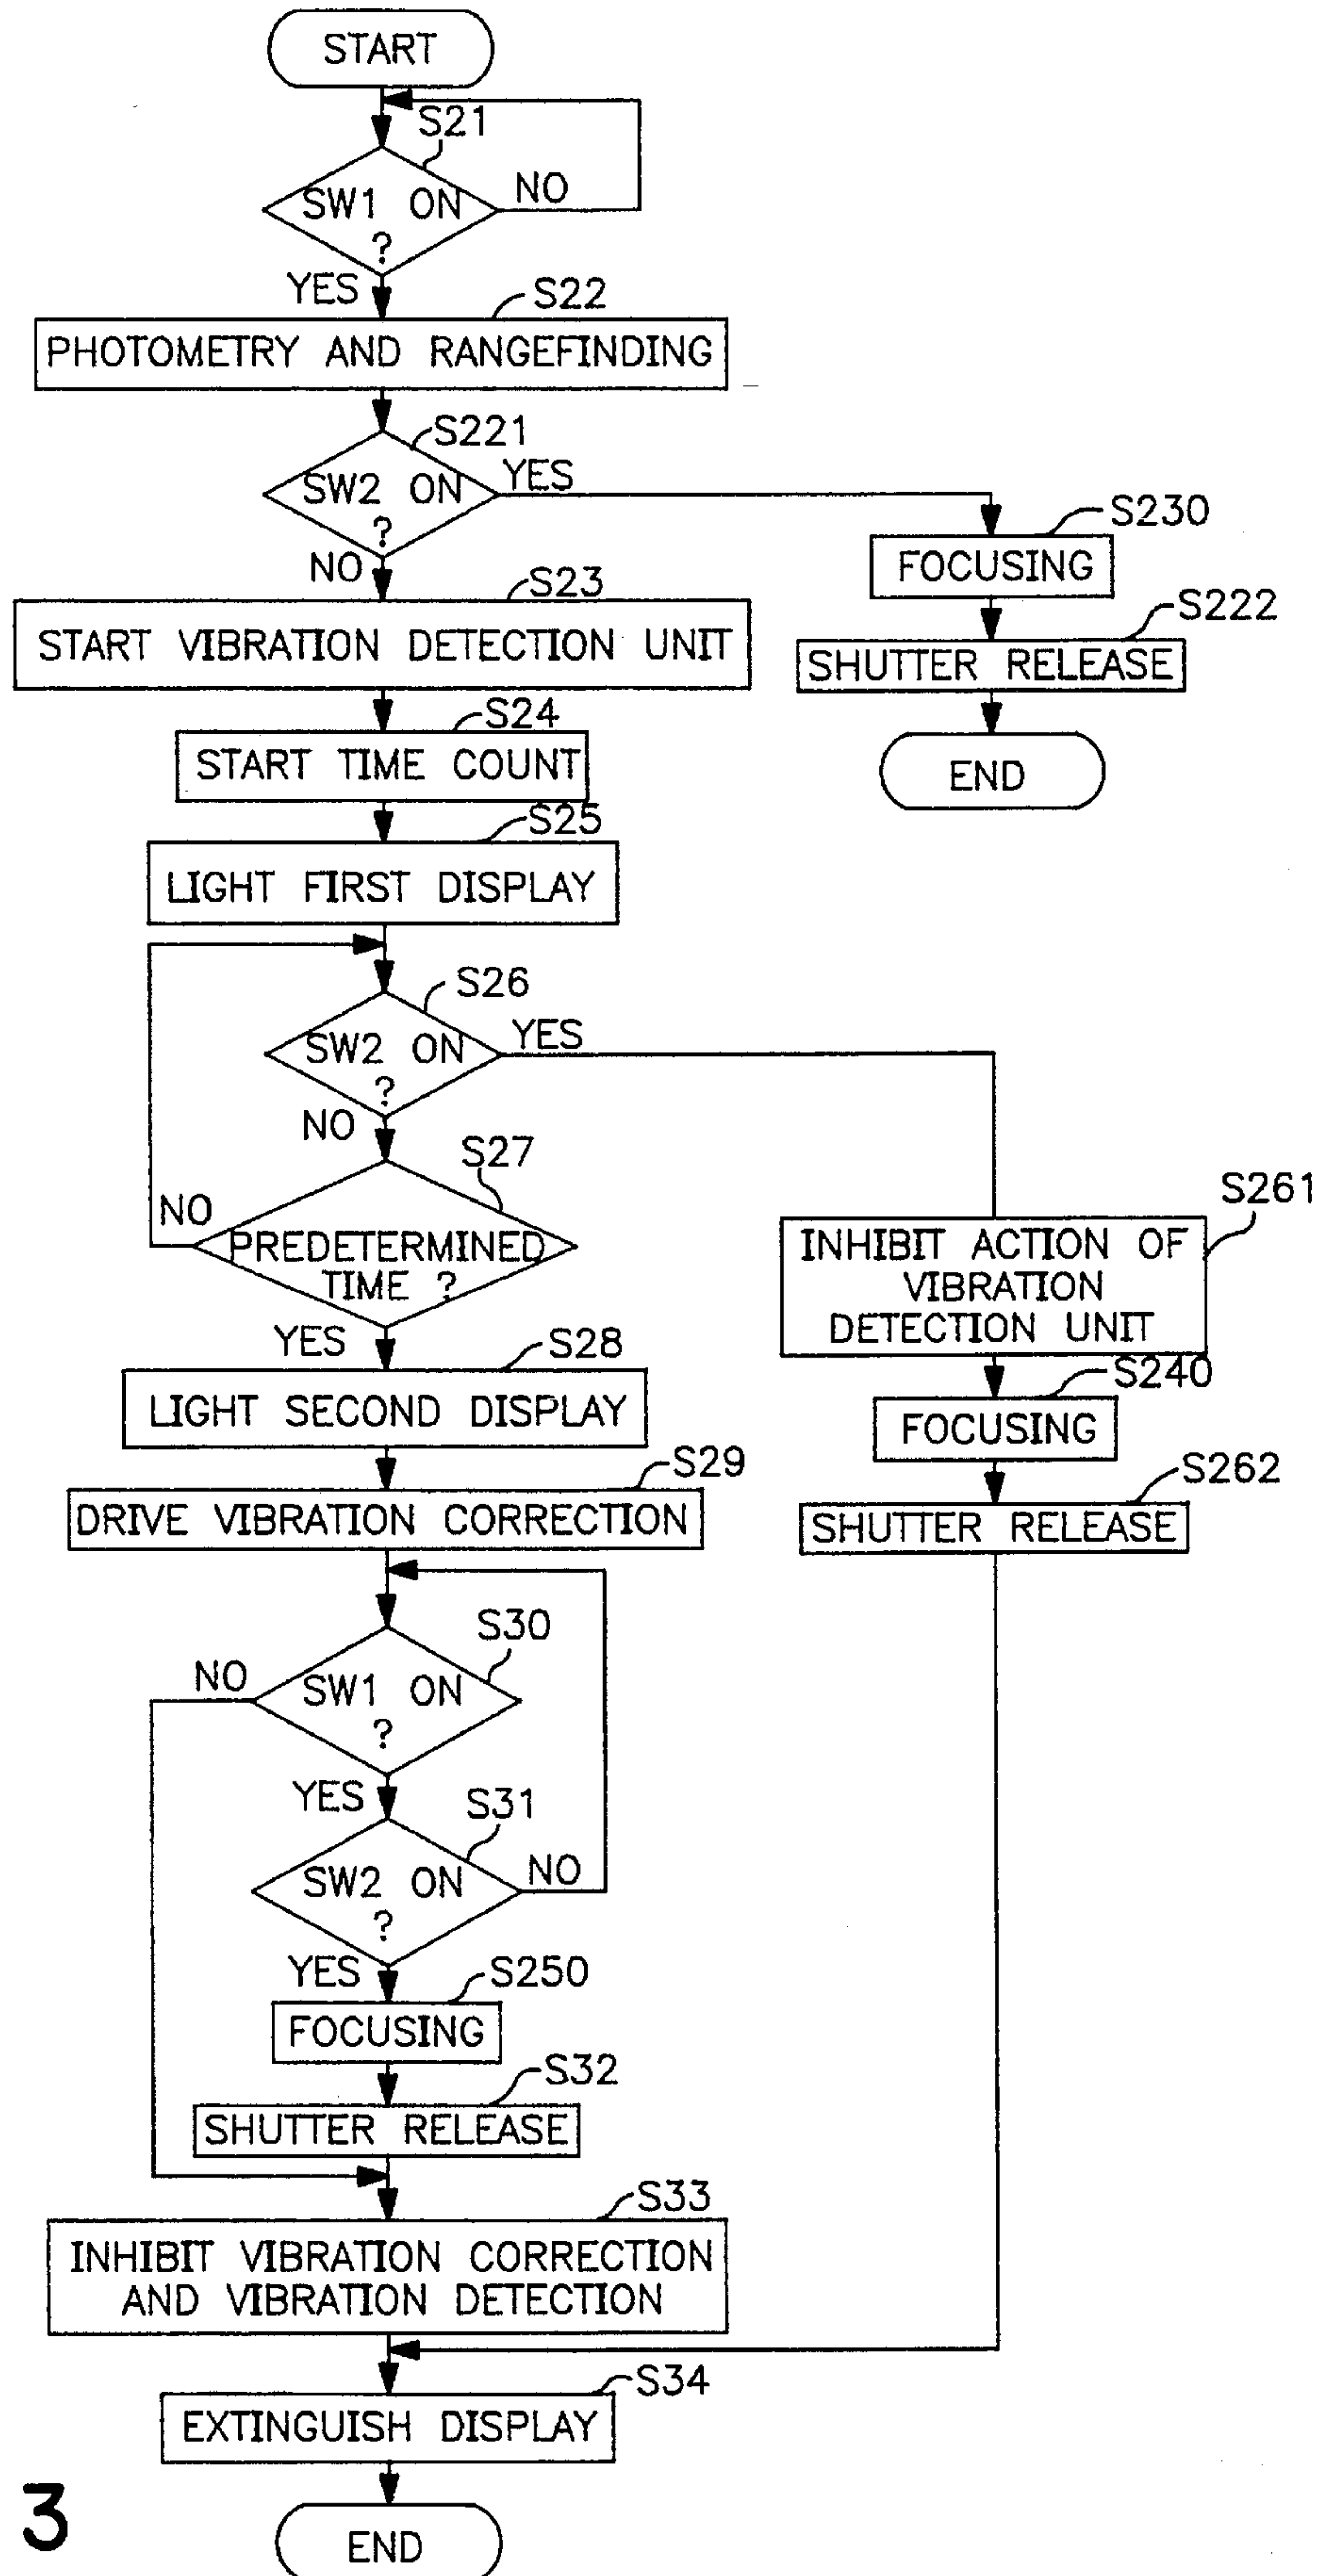 START
S21
SW1 ON
?
NO
YES
S22
PHOTOMETRY AND RANGEFINDING
S221
SW2 ON
?
YES
NO
S230
FOCUSING
S222
SHUTTER RELEASE
END
S23
START VIBRATION DETECTION UNIT
S24
START TIME COUNT
S25
LIGHT FIRST DISPLAY
S26
SW2 ON
?
YES
NO
S27
PREDETERMINED
TIME ?
NO
YES
S261
INHIBIT ACTION OF
VIBRATION
DETECTION UNIT
S240
FOCUSING
S262
SHUTTER RELEASE
S28
LIGHT SECOND DISPLAY
S29
DRIVE VIBRATION CORRECTION
S30
SW1 ON
?
NO
YES
S31
SW2 ON
?
NO
YES
S250
FOCUSING
S32
SHUTTER RELEASE
S33
INHIBIT VIBRATION CORRECTION
AND VIBRATION DETECTION
S34
EXTINGUISH DISPLAY
END
3